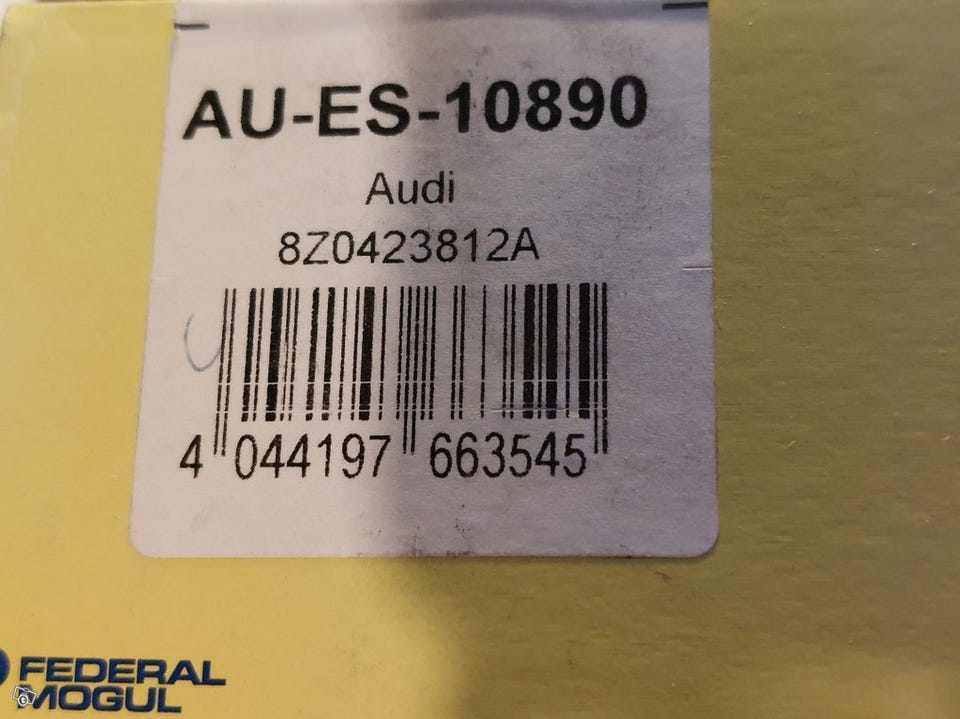 AU-ES-10890
Audi
8Z0423812A
4 044197 663545
FEDERAL
MOGUL